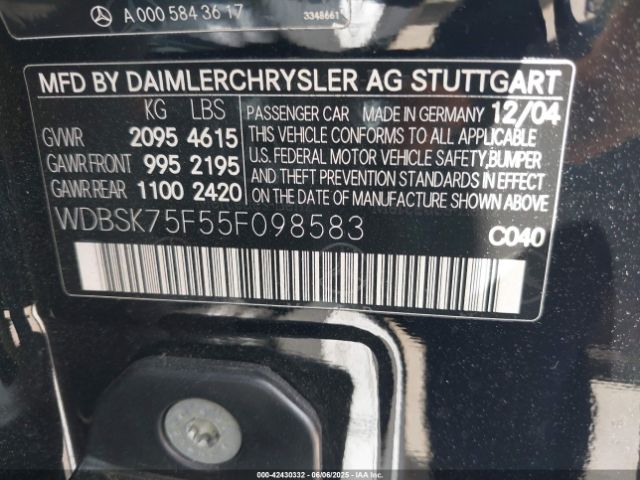 A 000 584 36 17 3348661
MFD BY DAIMLERCHRYSLER AG STUTTGART
KG LBS
GVWR 2095 4615
GAWR FRONT 995 2195
GAWR REAR 1100 2420
PASSENGER CAR MADE IN GERMANY 12/04
THIS VEHICLE CONFORMS TO ALL APPLICABLE
U.S. FEDERAL MOTOR VEHICLE SAFETY, BUMPER
AND THEFT PREVENTION STANDARDS IN EFFECT
ON THE DATE OF MANUFACTURE SHOWN ABOVE
WDBSK75F55F098583
C040
000-42430332 - 06/06/2025 - IAAI.COM